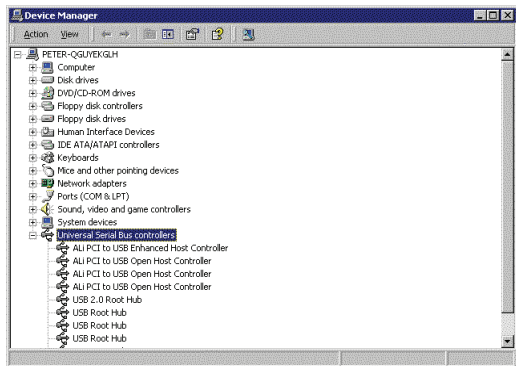 Device Manager
Action View
PETER-QGUYEKGLH
Computer
Disk drives
DVD/CD-ROM drives
Floppy disk controllers
Floppy disk drives
Human Interface Devices
IDE ATA/ATAPI controllers
Keyboards
Mice and other pointing devices
Network adapters
Ports (COM & LPT)
Sound, video and game controllers
System devices
Universal Serial Bus controllers
ALi PCI to USB Enhanced Host Controller
ALi PCI to USB Open Host Controller
ALi PCI to USB Open Host Controller
ALi PCI to USB Open Host Controller
USB 2.0 Root Hub
USB Root Hub
USB Root Hub
USB Root Hub